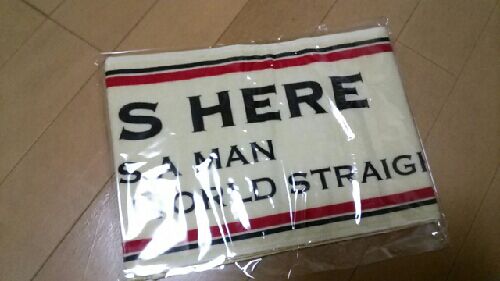 S HERE
S A MAN
ORLD STRAIG